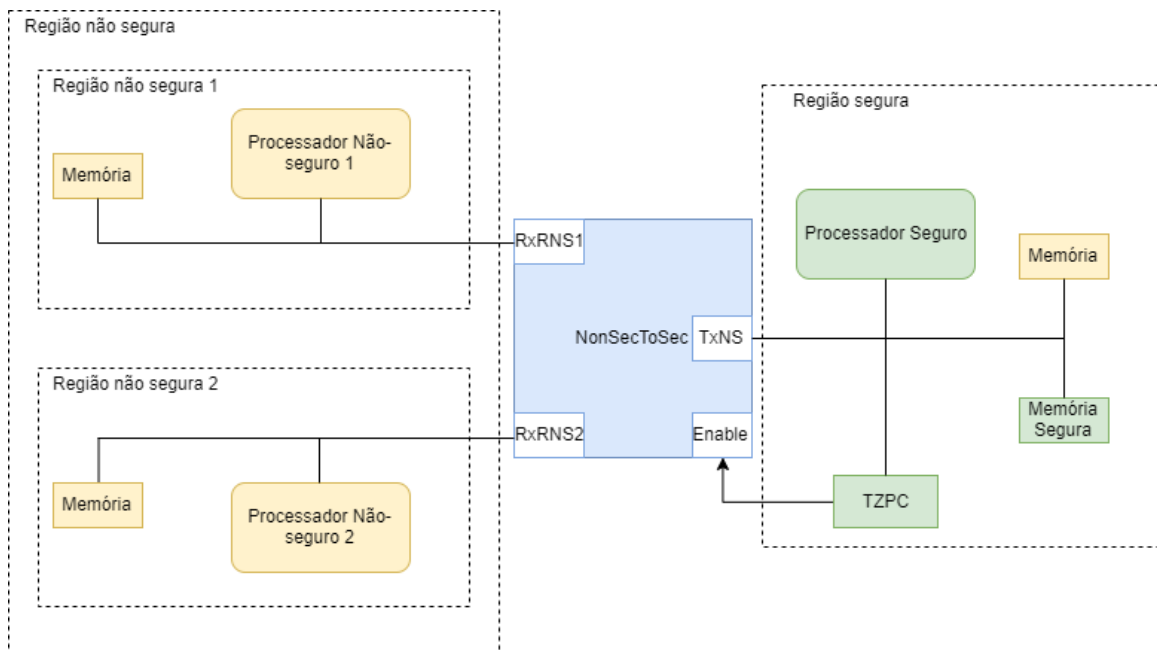 Região não segura
Região não segura 1
Processador Não-
seguro 1
Memória
RxRNS1
NonSecToSec
TxNS
RxRNS2
Enable
Região não segura 2
Memória
Processador Não-
seguro 2
Região segura
Processador Seguro
Memória
Memória
Segura
TZPC